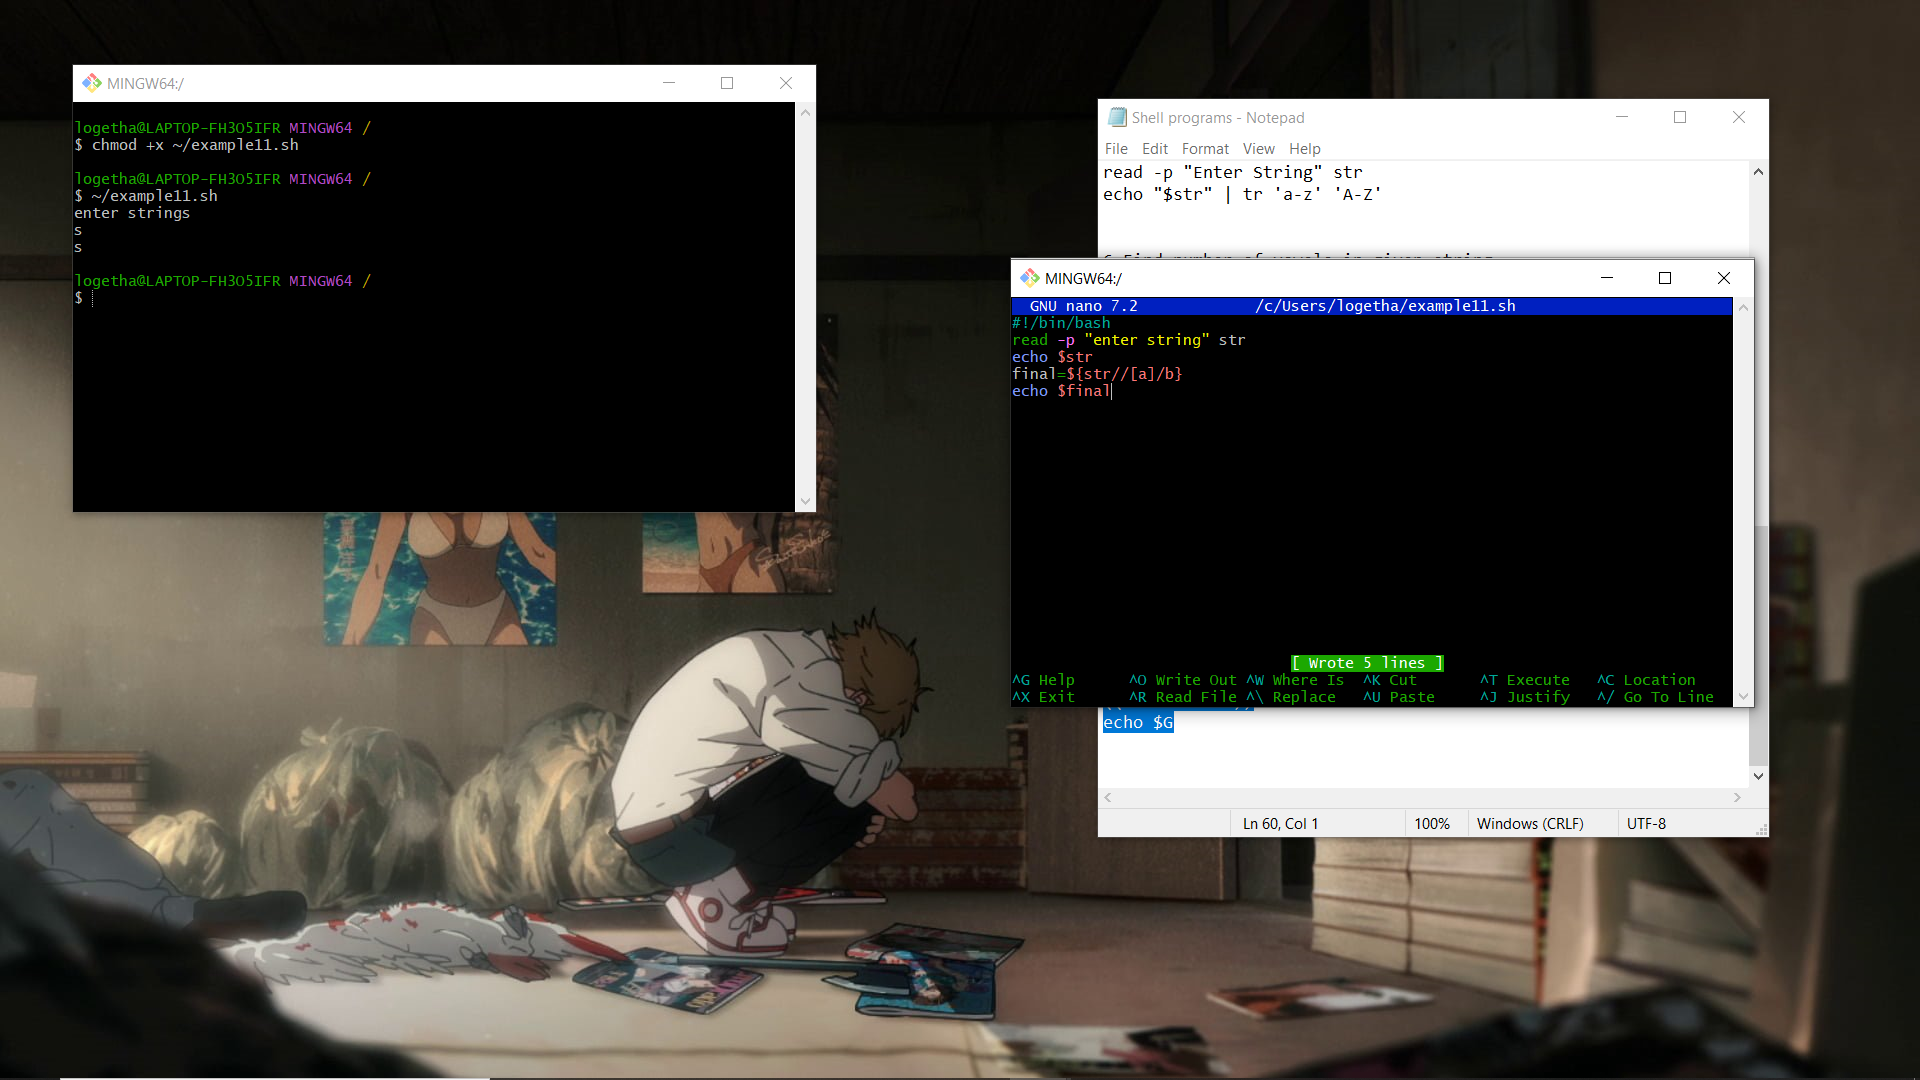 MINGW64:/
logetha@LAPTOP-FH3O5IFR MINGW64 /
$ chmod +x ~/example11.sh
logetha@LAPTOP-FH3O5IFR MINGW64 /
$ ~/example11.sh
enter strings
s
s
logetha@LAPTOP-FH3O5IFR MINGW64 /
$
Shell programs - Notepad
File Edit Format View Help
read -p "Enter String" str
echo "$str" | tr 'a-z' 'A-Z'
MINGW64:/
GNU nano 7.2 /c/Users/logetha/example11.sh
#!/bin/bash
read -p "enter string" str
echo $str
final=${str//[a]/b}
echo $final
[ Wrote 5 lines ]
^G Help ^O Write Out ^W Where Is ^K Cut ^T Execute ^C Location
^X Exit ^R Read File ^\ Replace ^U Paste ^J Justify ^/ Go To Line
echo $G
Ln 60, Col 1 100% Windows (CRLF) UTF-8